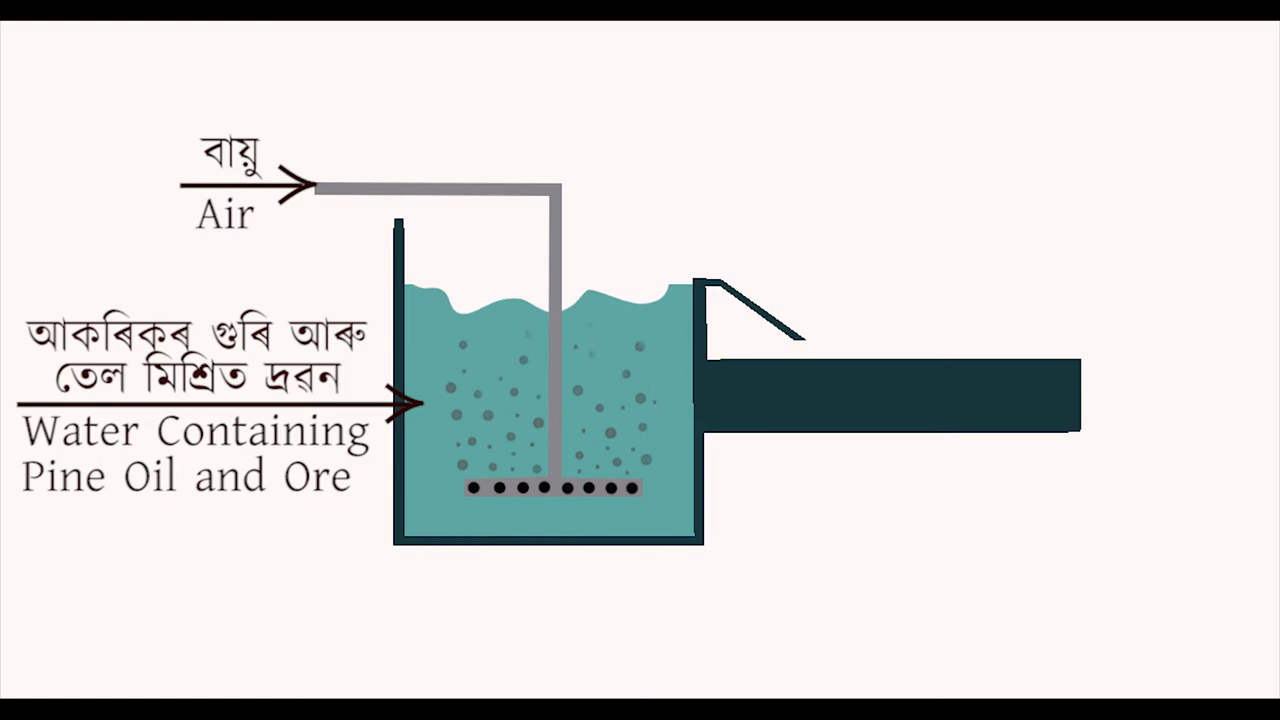 বায়ু
Air
আকৰিকৰ গুৰি আৰু
তেল মিশ্ৰিত দ্ৰৱন
Water Containing
Pine Oil and Ore